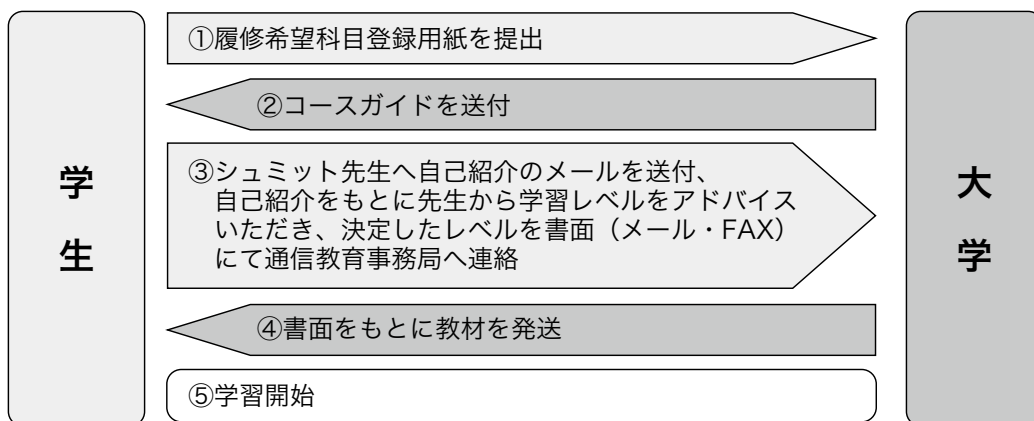 学生
①履修希望科目登録用紙を提出
②コースガイドを送付
③シュミット先生へ自己紹介のメールを送付、
自己紹介をもとに先生から学習レベルをアドバイス
いただき、決定したレベルを書面（メール・FAX）
にて通信教育事務局へ連絡
④書面をもとに教材を発送
⑤学習開始
大学